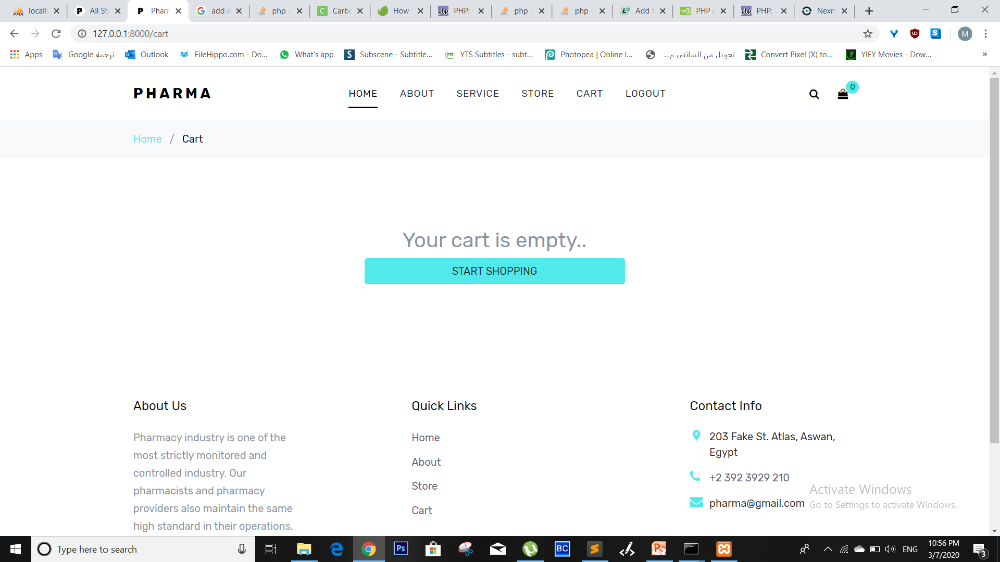 localh
All Sto
Pharm
add m
php -
Carbo
How t
PHP:
php -
php -
Add t
PHP c
PHP:
Nexm
127.0.0.1:8000/cart
M
Apps
ترجمة Google
Outlook
FileHippo.com - Do...
What's app
Subscene - Subtitle...
YTS Subtitles - subt...
Photopea | Online I...
تحويل من السانتي م...
Convert Pixel (X) to...
YIFY Movies - Dow...
»
PHARMA
HOME
ABOUT
SERVICE
STORE
CART
LOGOUT
0
Home / Cart
Your cart is empty..
START SHOPPING
About Us
Pharmacy industry is one of the
most strictly monitored and
controlled industry. Our
pharmacists and pharmacy
providers also maintain the same
high standard in their operations.
Quick Links
Home
About
Store
Cart
Contact Info
203 Fake St. Atlas, Aswan,
Egypt
+2 392 3929 210
pharma@gmail.com
Activate Windows
Go to Settings to activate Windows.
Type here to search
ENG
10:56 PM
3/7/2020
3